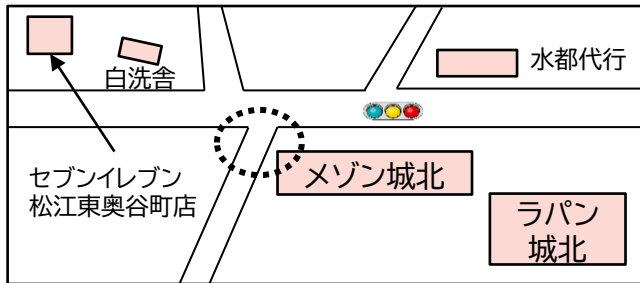 白洗舎
水都代行
セブンイレブン
松江東奥谷町店
メゾン城北
ラパン
城北